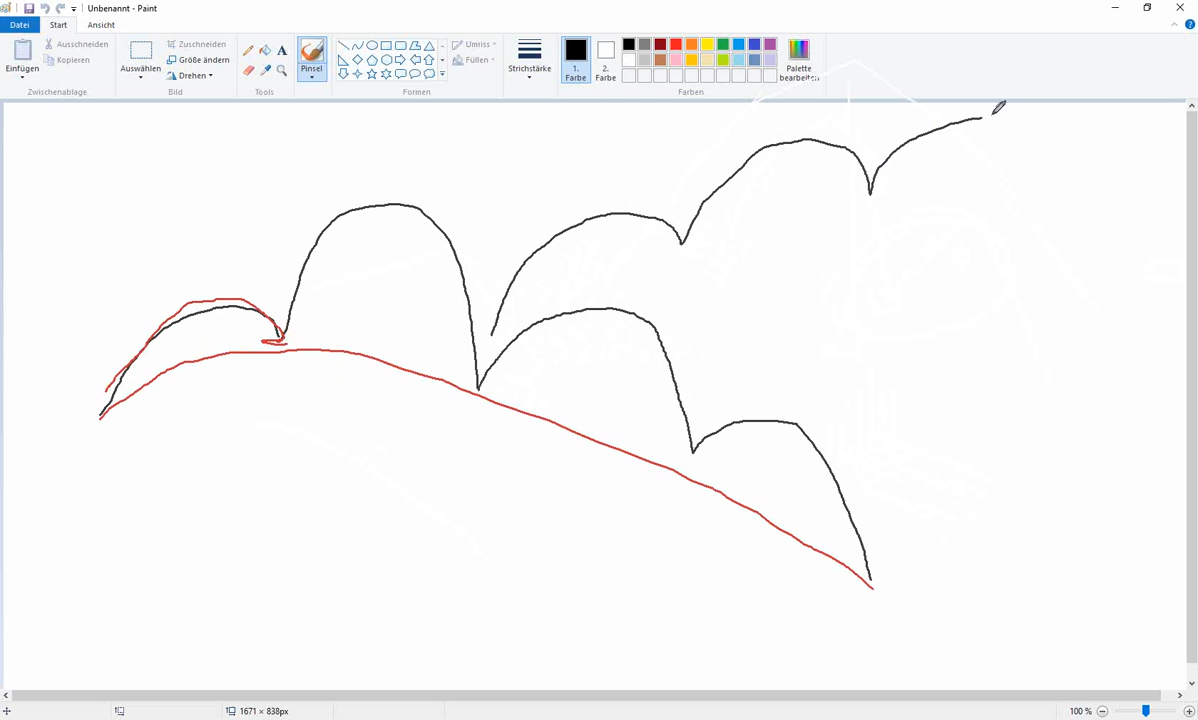 Unbenannt - Paint
Datei Start Ansicht
Einfügen
Ausschneiden
Kopieren
Zwischenablage
Auswählen
Zuschneiden
Größe ändern
Drehen
Bild
A
Tools
Pinsel
Umriss
Füllen
Formen
Strichstärke
1. Farbe
2. Farbe
Palette bearbeiten
Farben
1671 × 838px
100 %